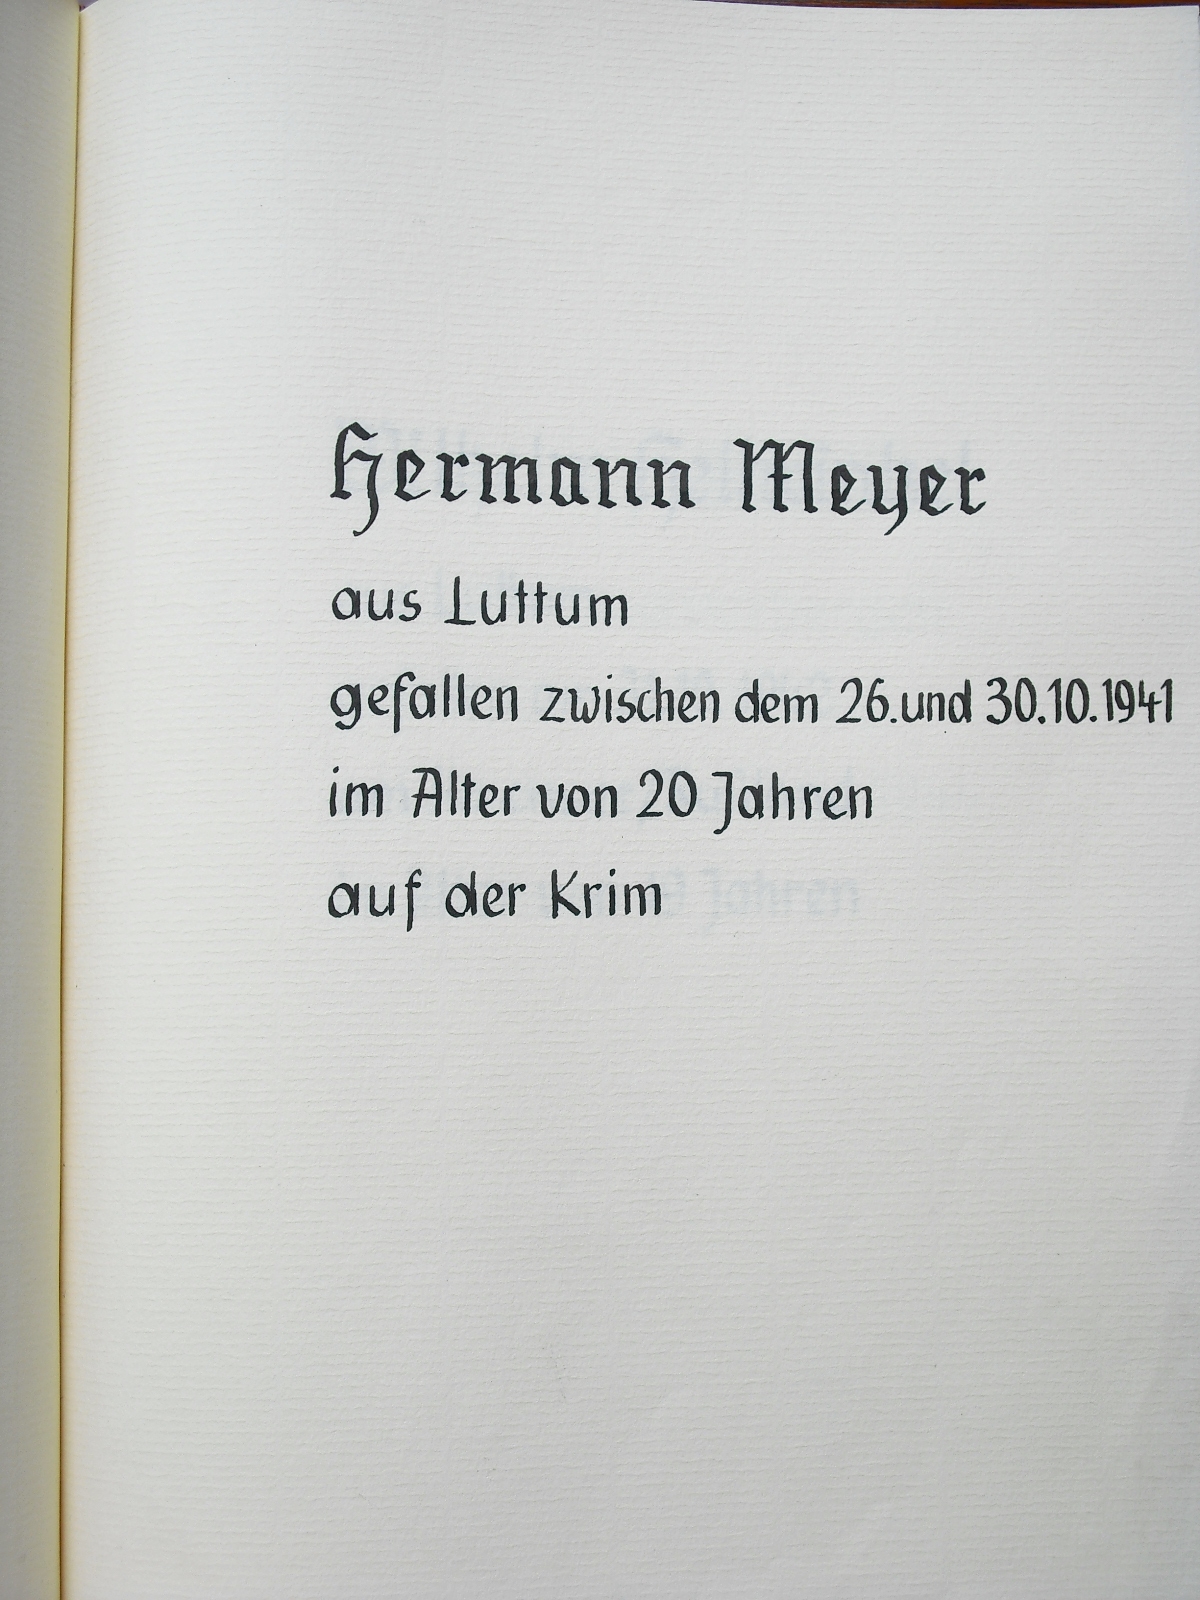 Hermann Meyer
aus Luttum
gefallen zwischen dem 26. und 30.10.1941
im Alter von 20 Jahren
auf der Krim